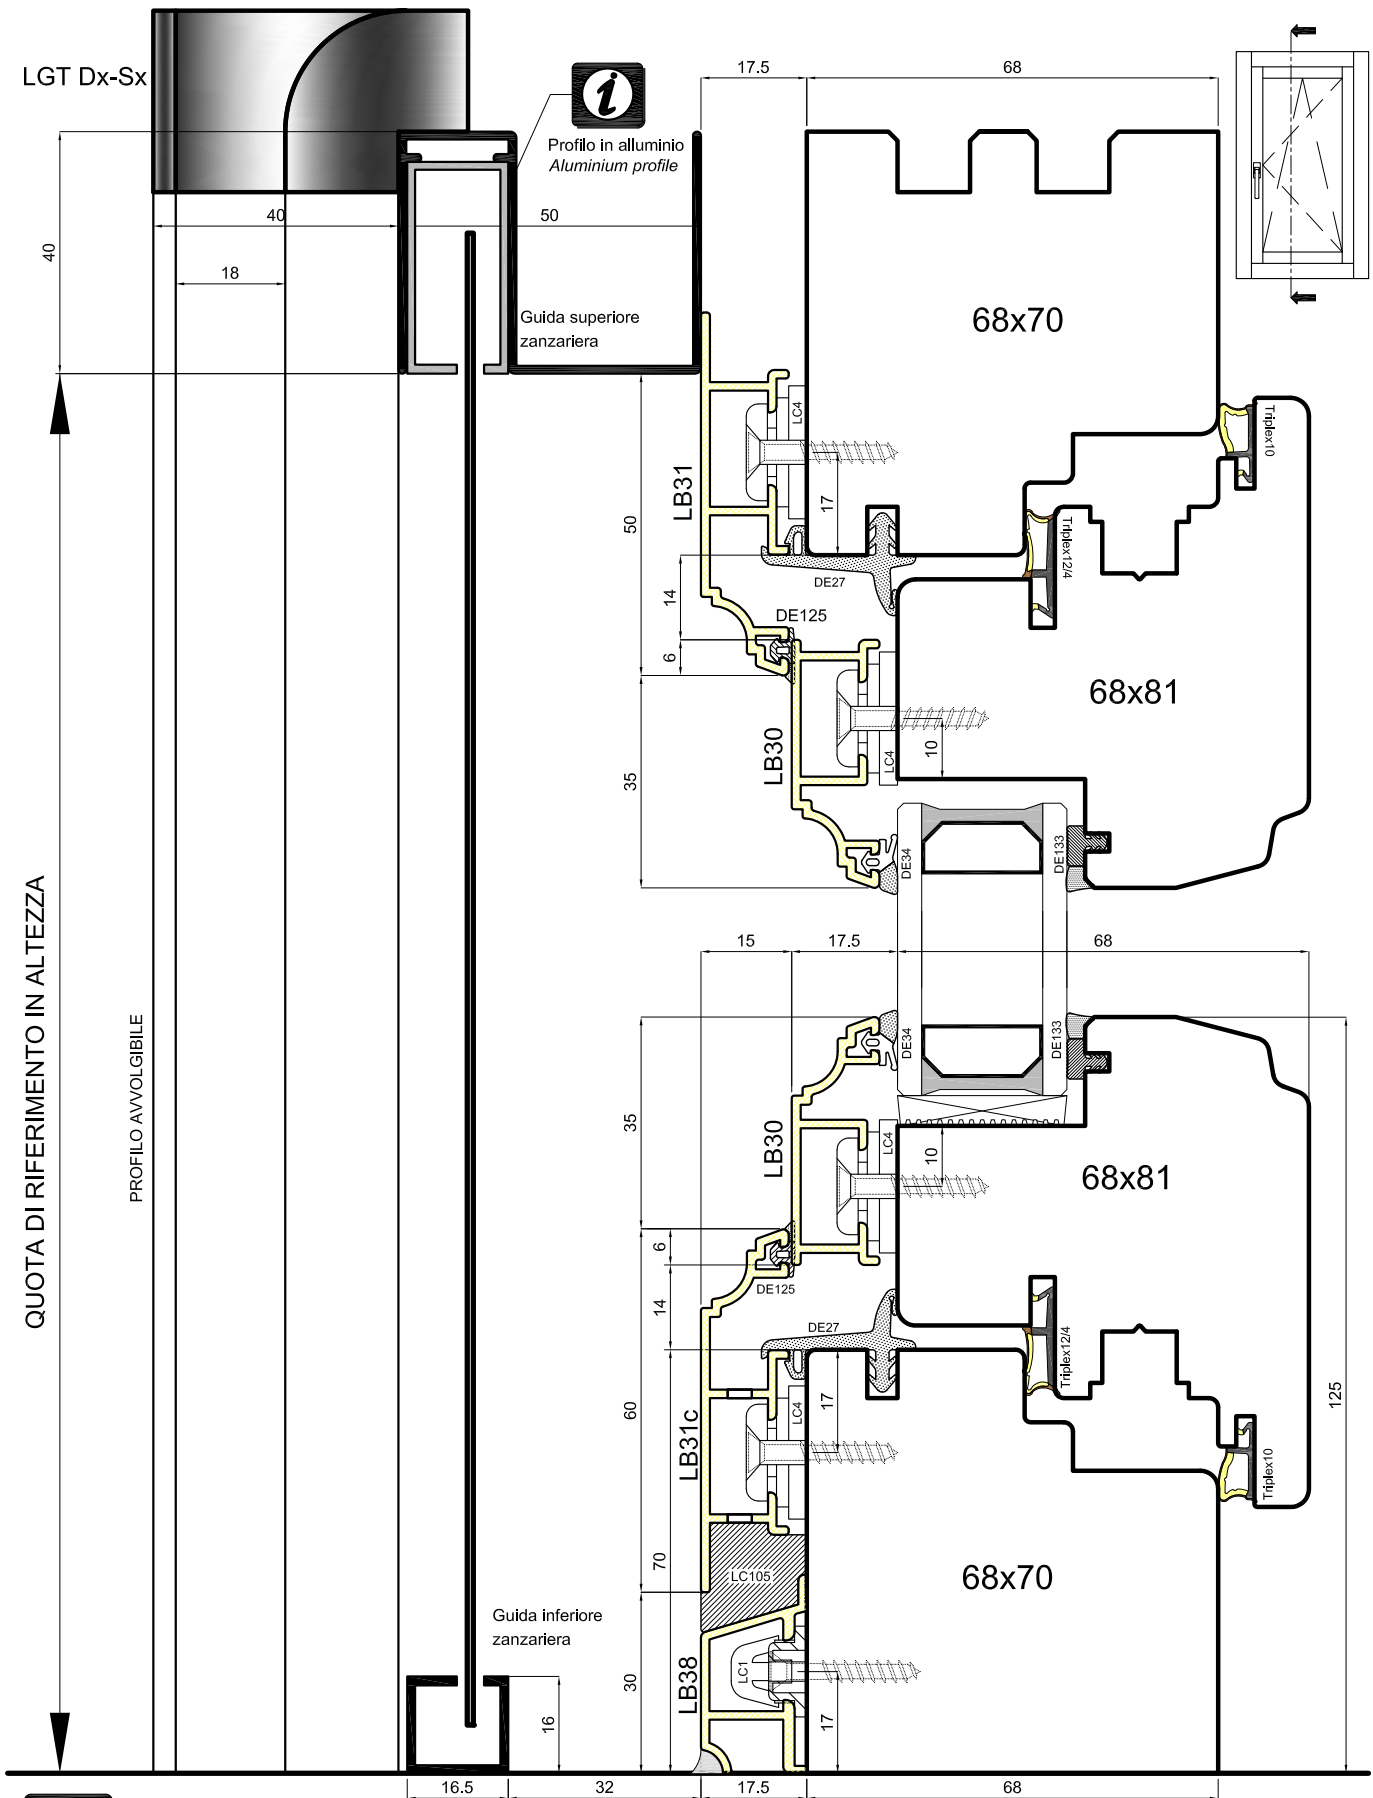 LGT Dx-Sx
17.5
68
Profilo in alluminio
Aluminium profile
40
50
40
18
Guida superiore
zanzariera
68x70
LC4
Triplex10
LB31
17
50
Triplex12/4
DE27
14
DE125
6
68x81
LB30
10
LC4
35
DE34
DE133
15
17.5
68
QUOTA DI RIFERIMENTO IN ALTEZZA
PROFILO AVVOLGIBILE
DE34
DE133
35
LB30
LC4
10
68x81
6
DE125
14
DE27
Triplex12/4
60
LB31c
LC4
17
125
Triplex10
70
LC105
68x70
Guida inferiore
zanzariera
30
LB38
LC1
16
17
16.5
32
17.5
68